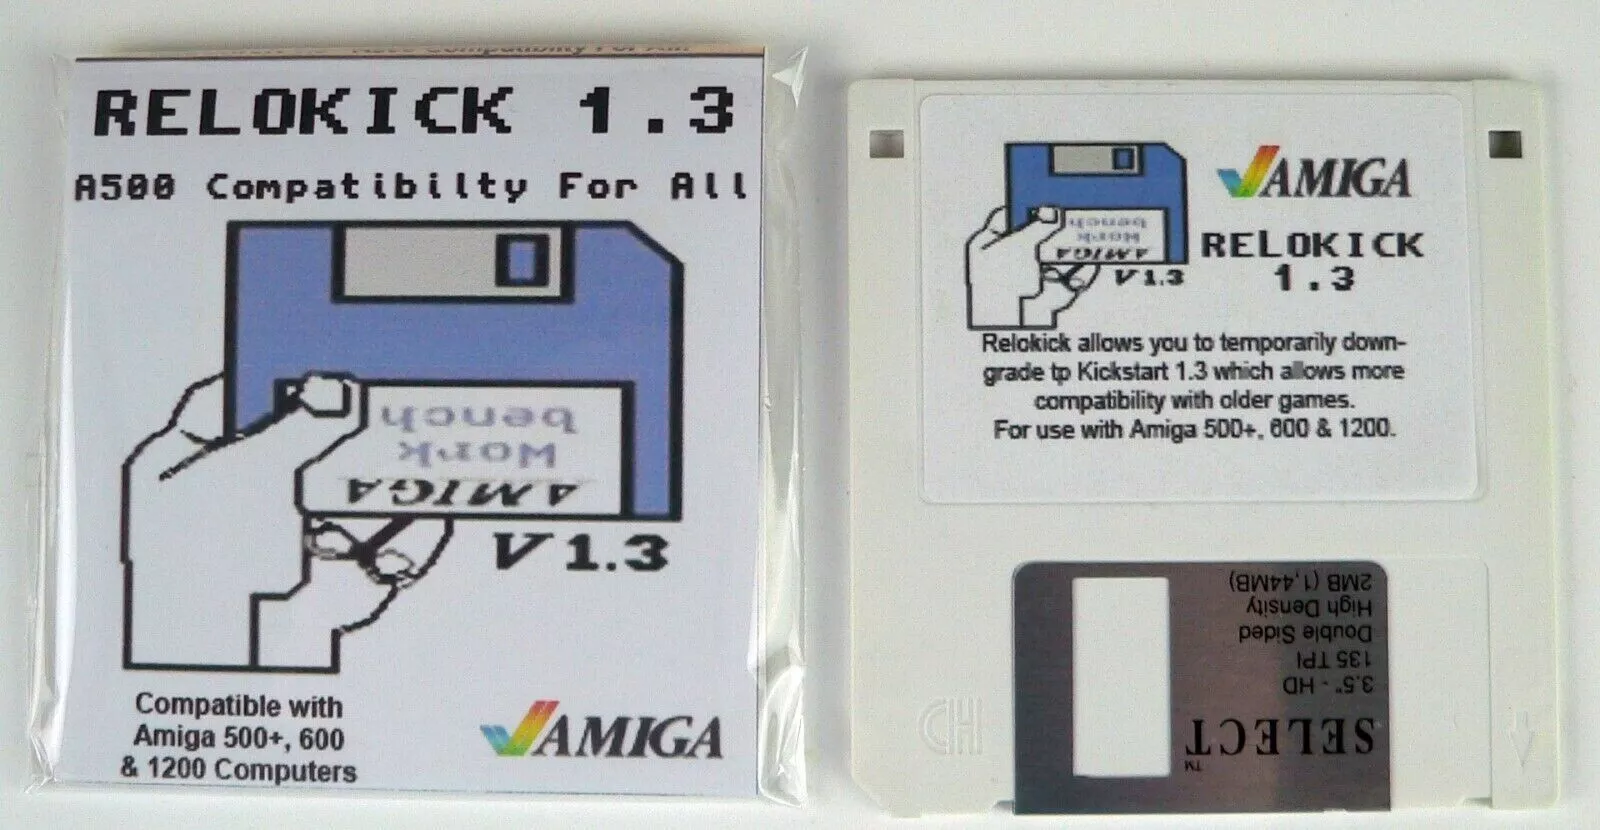 RELOKICK 1.3
A500 Compatibilty For All
AMIGA
Work
bench
V1.3
Compatible with
Amiga 500+, 600
& 1200 Computers
AMIGA
AMIGA
RELOKICK
1.3
AMIGA
Work
bench
V1.3
Relokick allows you to temporarily down-
grade tp Kickstart 1.3 which allows more
compatibility with older games.
For use with Amiga 500+, 600 & 1200.
SELECT™
3.5" - HD
135 TPI
Double Sided
High Density
2MB (1,44MB)
HD